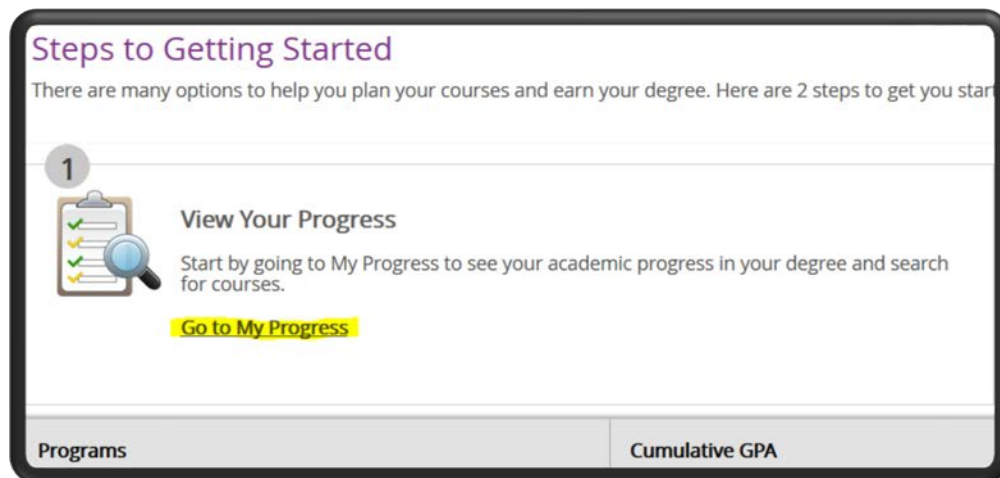 Steps to Getting Started
There are many options to help you plan your courses and earn your degree. Here are 2 steps to get you
1
View Your Progress
Start by going to My Progress to see your academic progress in your degree and search
for courses.
Go to My Progress
Programs
Cumulative GPA